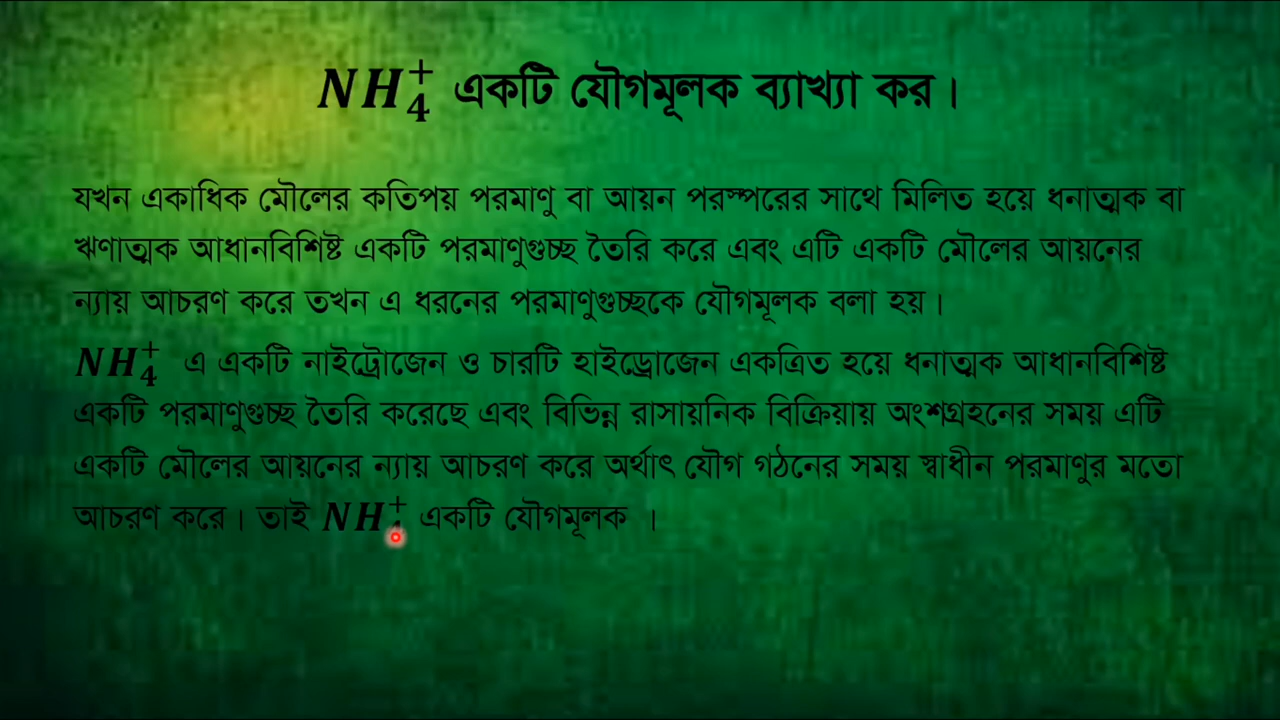 NH₄⁺ একটি যৌগমূলক ব্যাখ্যা কর।
যখন একাধিক মৌলের কতিপয় পরমাণু বা আয়ন পরস্পরের সাথে মিলিত হয়ে ধনাত্মক বা
ঋণাত্মক আধানবিশিষ্ট একটি পরমাণুগুচ্ছ তৈরি করে এবং এটি একটি মৌলের আয়নের
ন্যায় আচরণ করে তখন এ ধরনের পরমাণুগুচ্ছকে যৌগমূলক বলা হয়।
NH₄⁺ এ একটি নাইট্রোজেন ও চারটি হাইড্রোজেন একত্রিত হয়ে ধনাত্মক আধানবিশিষ্ট
একটি পরমাণুগুচ্ছ তৈরি করেছে এবং বিভিন্ন রাসায়নিক বিক্রিয়ায় অংশগ্রহনের সময় এটি
একটি মৌলের আয়নের ন্যায় আচরণ করে অর্থাৎ যৌগ গঠনের সময় স্বাধীন পরমাণুর মতো
আচরণ করে। তাই NH₄⁺ একটি যৌগমূলক ।